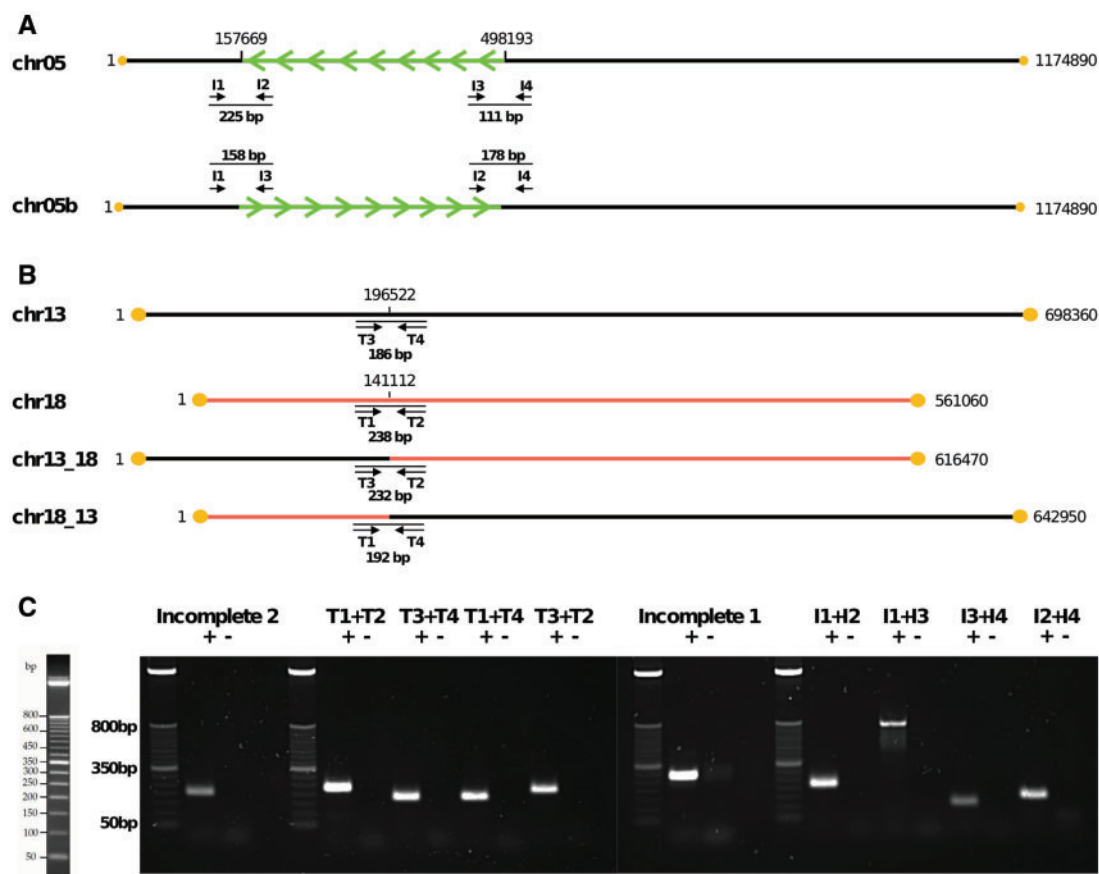 A
157669 498193
chr05 1 1174890
I1 I2 I3 I4
225 bp 111 bp
158 bp 178 bp
I1 I3 I2 I4
chr05b 1 1174890
B
196522
chr13 1 698360
T3 T4
186 bp
141112
chr18 1 561060
T1 T2
238 bp
chr13_18 1 616470
T3 T2
232 bp
chr18_13 1 642950
T1 T4
192 bp
C
Incomplete 2 T1+T2 T3+T4 T1+T4 T3+T2 Incomplete 1 I1+I2 I1+I3 I3+I4 I2+I4
+ - + - + - + - + - + - + - + - + - + -
bp
800
600
450
350
300
250
200
150
100
50
800bp
350bp
50bp